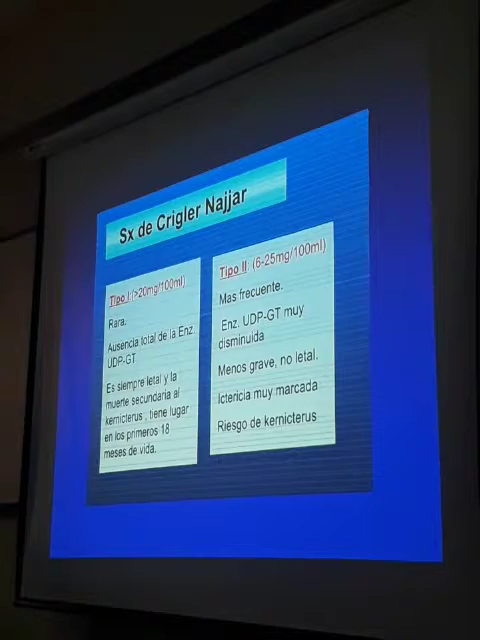 Sx de Crigler Najjar
Tipo I:(>20mg/100ml)
Rara.
Ausencia total de la Enz.
UDP-GT
Es siempre letal y la
muerte secundaria al
kernicterus , tiene lugar
en los primeros 18
meses de vida.
Tipo II: (6-25mg/100ml)
Mas frecuente.
Enz. UDP-GT muy
disminuida
Menos grave, no letal.
Ictericia muy marcada
Riesgo de kernicterus